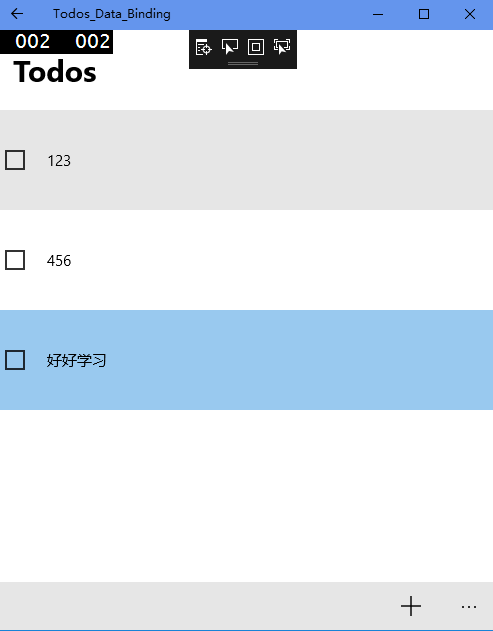 Todos_Data_Binding
002 002
Todos
123
456
好好学习